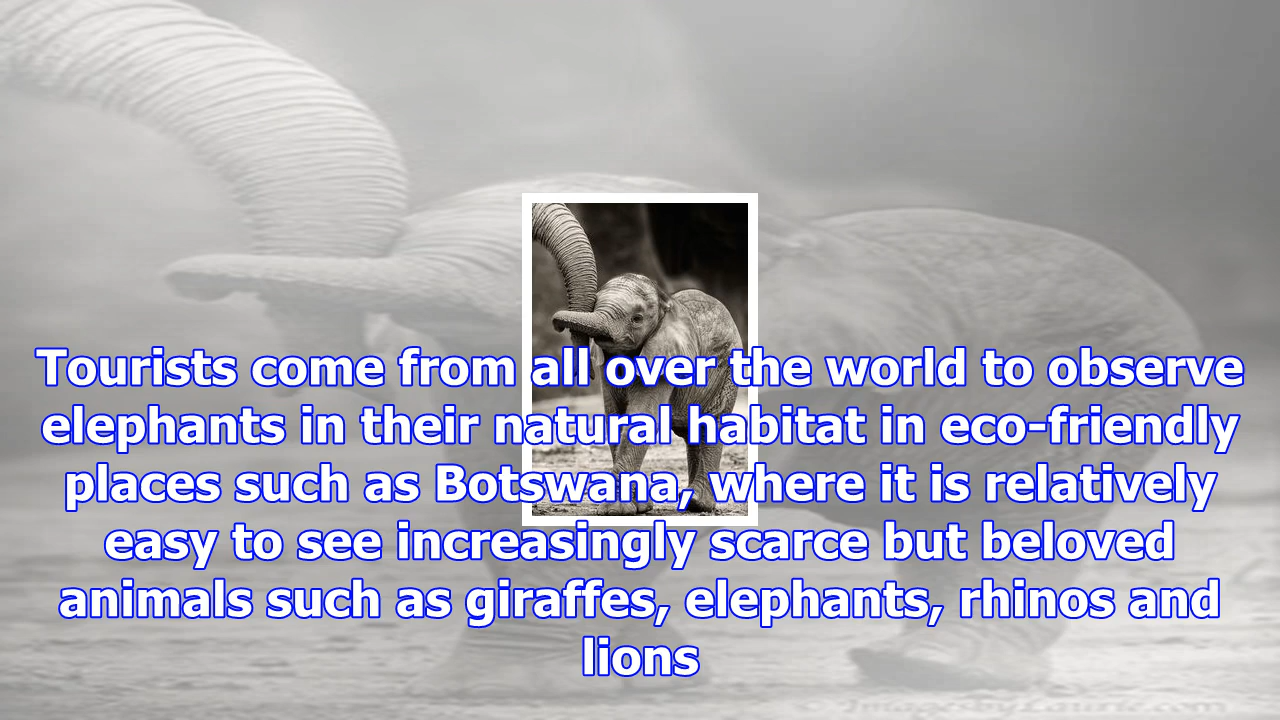 Tourists come from all over the world to observe
elephants in their natural habitat in eco-friendly
places such as Botswana, where it is relatively
easy to see increasingly scarce but beloved
animals such as giraffes, elephants, rhinos and
lions
© ImagesbyLaurie.com